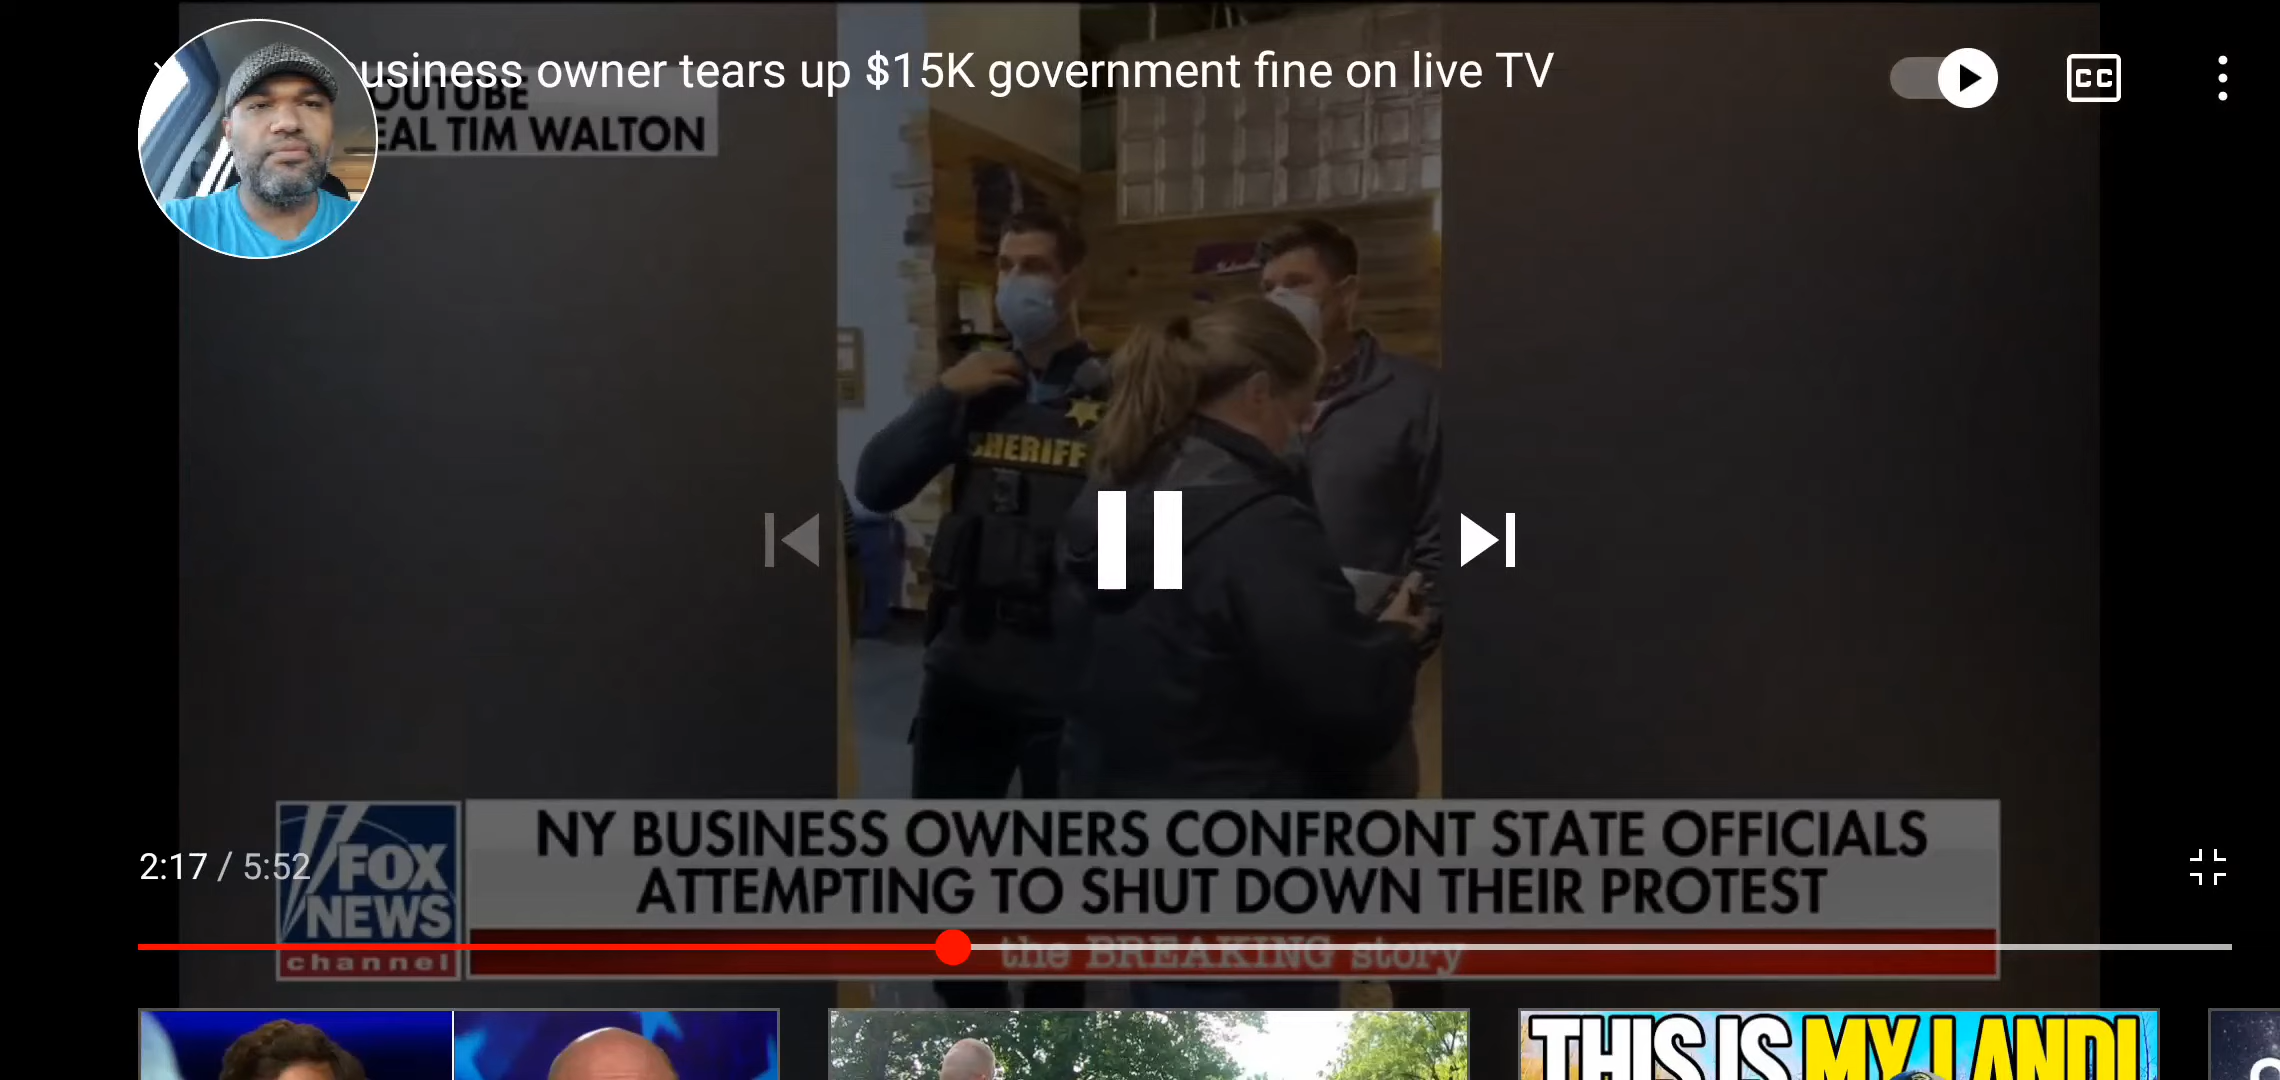 usiness owner tears up $15K government fine on live TV
CC
OUTUBE
EAL TIM WALTON
SHERIFF
NY BUSINESS OWNERS CONFRONT STATE OFFICIALS
ATTEMPTING TO SHUT DOWN THEIR PROTEST
2:17 / 5:52
FOX
NEWS
channel
the BREAKING story
THIS IS MY LAND!